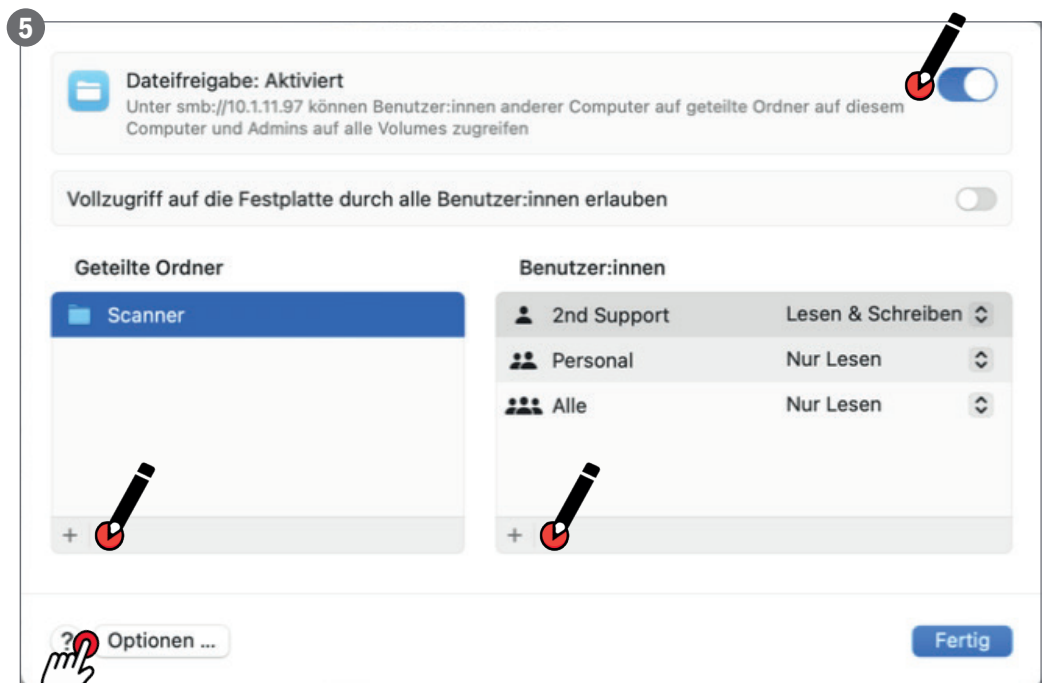 5
Dateifreigabe: Aktiviert
Unter smb://10.1.11.97 können Benutzer:innen anderer Computer auf geteilte Ordner auf diesem
Computer und Admins auf alle Volumes zugreifen
Vollzugriff auf die Festplatte durch alle Benutzer:innen erlauben
Geteilte Ordner
Scanner
+
Benutzer:innen
2nd Support Lesen & Schreiben
Personal Nur Lesen
Alle Nur Lesen
+
? Optionen ...
Fertig